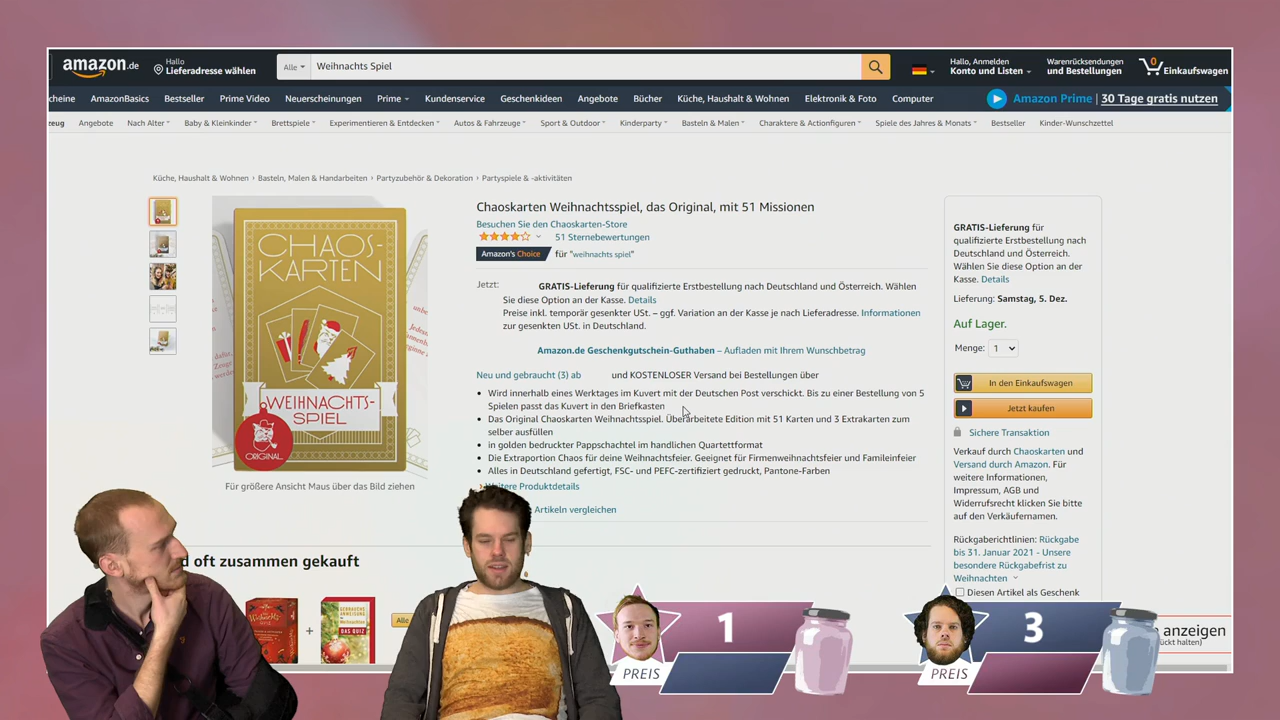 amazon.de
Hallo
Lieferadresse wählen
Alle
Weihnachts Spiel
Hallo, Anmelden
Konto und Listen
Warenrücksendungen
und Bestellungen
0
Einkaufswagen
cheine AmazonBasics Bestseller Prime Video Neuerscheinungen Prime Kundenservice Geschenkideen Angebote Bücher Küche, Haushalt & Wohnen Elektronik & Foto Computer
Amazon Prime | 30 Tage gratis nutzen
zeug Angebote Nach Alter Baby & Kleinkinder Brettspiele Experimentieren & Entdecken Autos & Fahrzeuge Sport & Outdoor Kinderparty Basteln & Malen Charaktere & Actionfiguren Spiele des Jahres & Monats Bestseller Kinder-Wunschzettel
Küche, Haushalt & Wohnen › Basteln, Malen & Handarbeiten › Partyzubehör & Dekoration › Partyspiele & -aktivitäten
CHAOS-
KARTEN
WEIHNACHTS-
SPIEL
ORIGINAL
Für größere Ansicht Maus über das Bild ziehen
Chaoskarten Weihnachtsspiel, das Original, mit 51 Missionen
Besuchen Sie den Chaoskarten-Store
51 Sternebewertungen
Amazon's Choice für "weihnachts spiel"
Jetzt: GRATIS-Lieferung für qualifizierte Erstbestellung nach Deutschland und Österreich. Wählen
Sie diese Option an der Kasse. Details
Preise inkl. temporär gesenkter USt. – ggf. Variation an der Kasse je nach Lieferadresse. Informationen
zur gesenkten USt. in Deutschland.
Amazon.de Geschenkgutschein-Guthaben – Aufladen mit Ihrem Wunschbetrag
Neu und gebraucht (3) ab und KOSTENLOSER Versand bei Bestellungen über
Wird innerhalb eines Werktages im Kuvert mit der Deutschen Post verschickt. Bis zu einer Bestellung von 5
Spielen passt das Kuvert in den Briefkasten
Das Original Chaoskarten Weihnachtsspiel. Überarbeitete Edition mit 51 Karten und 3 Extrakarten zum
selber ausfüllen
in golden bedruckter Pappschachtel im handlichen Quartettformat
Die Extraportion Chaos für deine Weihnachtsfeier. Geeignet für Firmenweihnachtsfeier und Fameilenfeier
Alles in Deutschland gefertigt, FSC- und PEFC-zertifiziert gedruckt, Pantone-Farben
› Weitere Produktdetails
Artikeln vergleichen
GRATIS-Lieferung für
qualifizierte Erstbestellung nach
Deutschland und Österreich.
Wählen Sie diese Option an der
Kasse. Details
Lieferung: Samstag, 5. Dez.
Auf Lager.
Menge: 1
In den Einkaufswagen
Jetzt kaufen
Sichere Transaktion
Verkauf durch Chaoskarten und
Versand durch Amazon. Für
weitere Informationen,
Impressum, AGB und
Widerrufsrecht klicken Sie bitte
auf den Verkäufernamen.
Rückgaberichtlinien: Rückgabe
bis 31. Januar 2021 - Unsere
besondere Rückgabefrist zu
Weihnachten
Diesen Artikel als Geschenk
d oft zusammen gekauft
+
GEBRAUCHS
ANWEISUNG
WEIHNACHTEN
DAS QUIZ
Alle
1
PREIS
3
PREIS
anzeigen